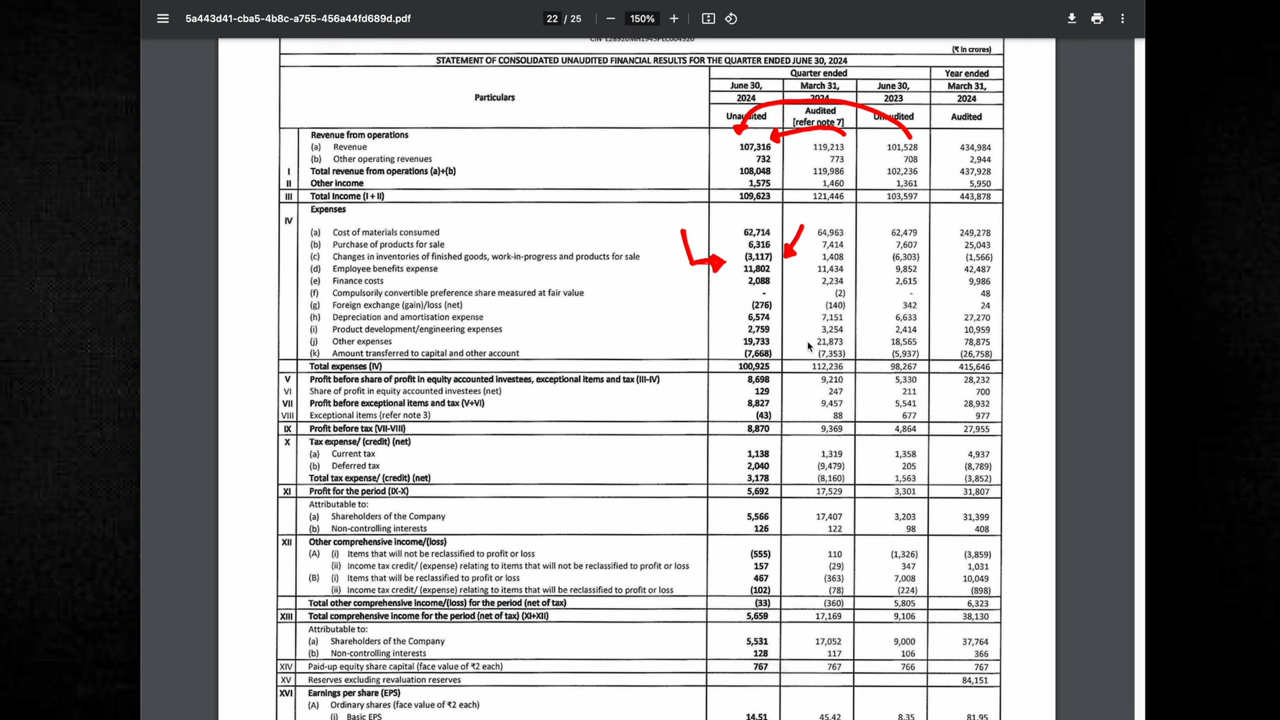 5a443d41-cba5-4b8c-a755-456a44fd689d.pdf 22 / 25 150%
(₹ in crores)
STATEMENT OF CONSOLIDATED UNAUDITED FINANCIAL RESULTS FOR THE QUARTER ENDED JUNE 30, 2024
Quarter ended Year ended
Particulars June 30, March 31, June 30, March 31,
2024 2024 2023 2024
Unaudited Audited Unaudited Audited
[refer note 7]
Revenue from operations
(a) Revenue 107,316 119,213 101,528 434,984
(b) Other operating revenues 732 773 708 2,944
I Total revenue from operations (a)+(b) 108,048 119,986 102,236 437,928
II Other income 1,575 1,460 1,361 5,950
III Total Income (I + II) 109,623 121,446 103,597 443,878
IV Expenses
(a) Cost of materials consumed 62,714 64,963 62,479 249,278
(b) Purchase of products for sale 6,316 7,414 7,607 25,043
(c) Changes in inventories of finished goods, work-in-progress and products for sale (3,117) 1,408 (6,303) (1,566)
(d) Employee benefits expense 11,802 11,434 9,852 42,487
(e) Finance costs 2,088 2,234 2,615 9,986
(f) Compulsorily convertible preference share measured at fair value - (2) - 48
(g) Foreign exchange (gain)/loss (net) (276) (140) 342 24
(h) Depreciation and amortisation expense 6,574 7,151 6,633 27,270
(i) Product development/engineering expenses 2,759 3,254 2,414 10,959
(j) Other expenses 19,733 21,873 18,565 78,875
(k) Amount transferred to capital and other account (7,668) (7,353) (5,937) (26,758)
Total expenses (IV) 100,925 112,236 98,267 415,646
V Profit before share of profit in equity accounted investees, exceptional items and tax (III-IV) 8,698 9,210 5,330 28,232
VI Share of profit in equity accounted investees (net) 129 247 211 700
VII Profit before exceptional items and tax (V+VI) 8,827 9,457 5,541 28,932
VIII Exceptional items (refer note 3) (43) 88 677 977
IX Profit before tax (VII-VIII) 8,870 9,369 4,864 27,955
X Tax expense/ (credit) (net)
(a) Current tax 1,138 1,319 1,358 4,937
(b) Deferred tax 2,040 (9,479) 205 (8,789)
Total tax expense/ (credit) (net) 3,178 (8,160) 1,563 (3,852)
XI Profit for the period (IX-X) 5,692 17,529 3,301 31,807
Attributable to:
(a) Shareholders of the Company 5,566 17,407 3,203 31,399
(b) Non-controlling interests 126 122 98 408
XII Other comprehensive income/(loss)
(A) (i) Items that will not be reclassified to profit or loss (555) 110 (1,326) (3,859)
(ii) Income tax credit/ (expense) relating to items that will not be reclassified to profit or loss 157 (29) 347 1,031
(B) (i) Items that will be reclassified to profit or loss 467 (363) 7,008 10,049
(ii) Income tax credit/ (expense) relating to items that will be reclassified to profit or loss (102) (78) (224) (898)
Total other comprehensive income/(loss) for the period (net of tax) (33) (360) 5,805 6,323
XIII Total comprehensive income for the period (net of tax) (XI+XII) 5,659 17,169 9,106 38,130
Attributable to:
(a) Shareholders of the Company 5,531 17,052 9,000 37,764
(b) Non-controlling interests 128 117 106 366
XIV Paid-up equity share capital (face value of ₹2 each) 767 767 766 767
XV Reserves excluding revaluation reserves 84,151
XVI Earnings per share (EPS)
(A) Ordinary shares (face value of ₹2 each)
(i) Basic EPS 14.51 45.42 8.35 81.95